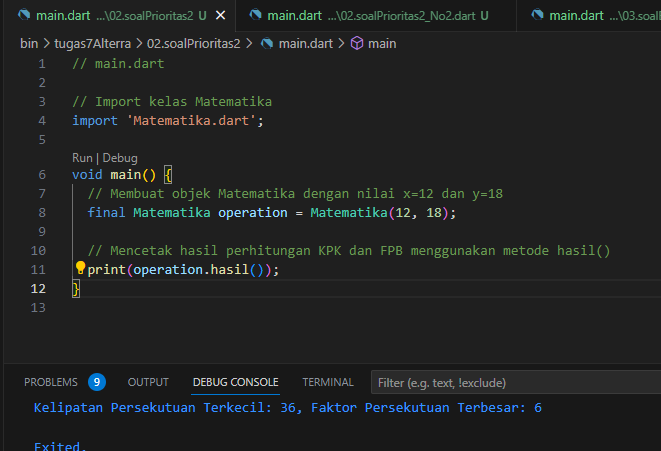 main.dart ...\02.soalPrioritas2 U main.dart ...\02.soalPrioritas2_No2.dart U main.dart ...\03.soal
bin > tugas7Alterra > 02.soalPrioritas2 > main.dart > main
1 // main.dart
2
3 // Import kelas Matematika
4 import 'Matematika.dart';
5
Run | Debug
6 void main() {
7 // Membuat objek Matematika dengan nilai x=12 dan y=18
8 final Matematika operation = Matematika(12, 18);
9
10 // Mencetak hasil perhitungan KPK dan FPB menggunakan metode hasil()
11 print(operation.hasil());
12 }
13
PROBLEMS 9 OUTPUT DEBUG CONSOLE TERMINAL Filter (e.g. text, !exclude)
Kelipatan Persekutuan Terkecil: 36, Faktor Persekutuan Terbesar: 6
Exited.